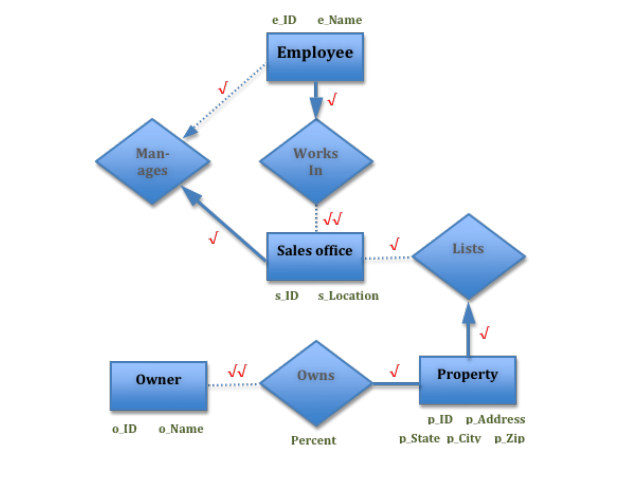 e_ID e_Name
Employee
√
√
Man-
ages
Works
In
√√
√
Sales office
√
Lists
s_ID s_Location
√
Owner
√√
Owns
√
Property
o_ID o_Name
Percent
p_ID p_Address
p_State p_City p_Zip